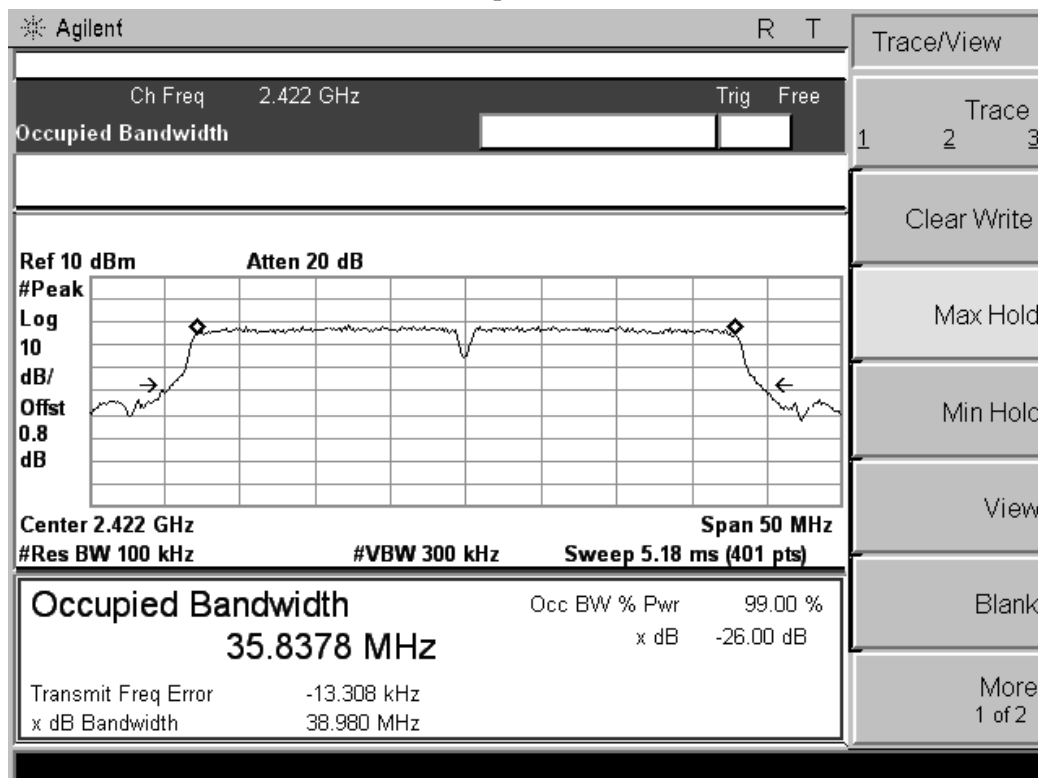 Agilent R T
Ch Freq 2.422 GHz Trig Free
Occupied Bandwidth
Ref 10 dBm Atten 20 dB
#Peak
Log
10
dB/
Offst
0.8
dB
Center 2.422 GHz Span 50 MHz
#Res BW 100 kHz #VBW 300 kHz Sweep 5.18 ms (401 pts)
Occupied Bandwidth
35.8378 MHz
Occ BW % Pwr 99.00 %
x dB -26.00 dB
Transmit Freq Error -13.308 kHz
x dB Bandwidth 38.980 MHz
Trace/View
Trace
1 2 3
Clear Write
Max Hold
Min Hold
View
Blank
More
1 of 2